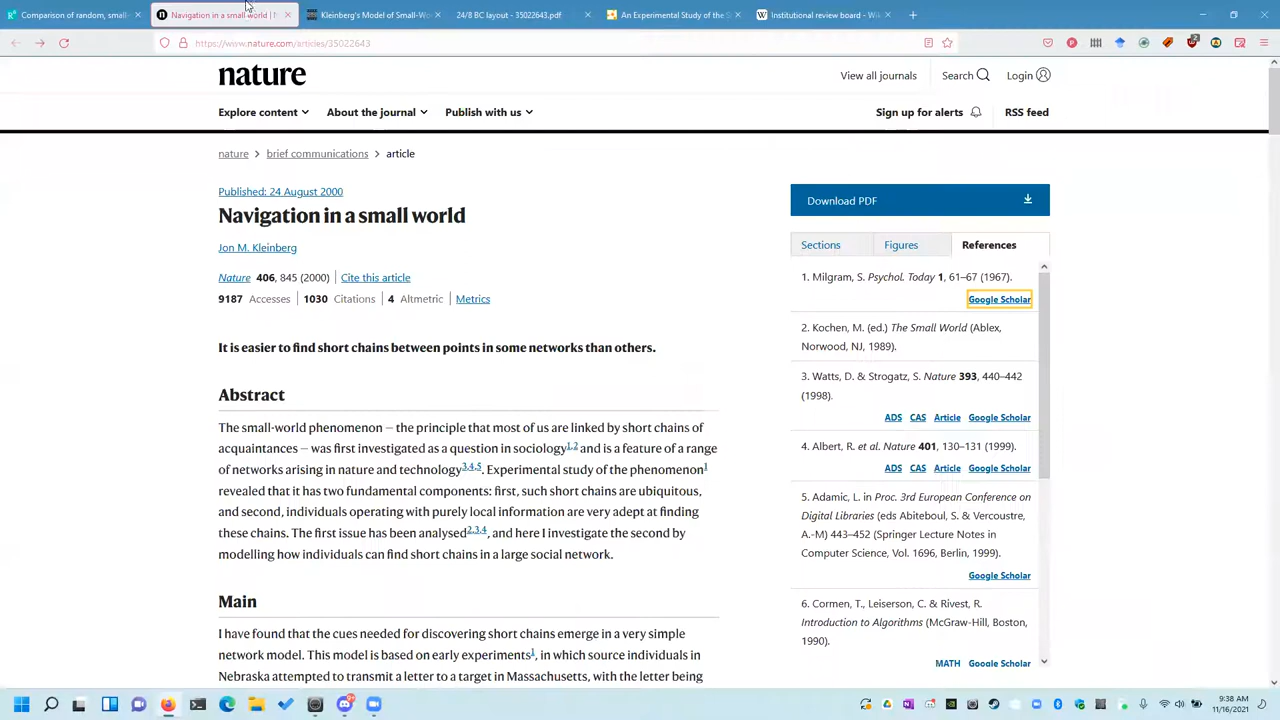 Comparison of random, small-
Navigation in a small world | N
Kleinberg's Model of Small-Wo
24/8 BC layout - 35022643.pdf
An Experimental Study of the S
Institutional review board - Wik
https://www.nature.com/articles/35022643
nature
View all journals
Search
Login
Explore content
About the journal
Publish with us
Sign up for alerts
RSS feed
nature > brief communications > article
Published: 24 August 2000
Navigation in a small world
Jon M. Kleinberg
Nature 406, 845 (2000) | Cite this article
9187 Accesses | 1030 Citations | 4 Altmetric | Metrics
It is easier to find short chains between points in some networks than others.
Abstract
The small-world phenomenon — the principle that most of us are linked by short chains of
acquaintances — was first investigated as a question in sociology1,2 and is a feature of a range
of networks arising in nature and technology3,4,5. Experimental study of the phenomenon1
revealed that it has two fundamental components: first, such short chains are ubiquitous,
and second, individuals operating with purely local information are very adept at finding
these chains. The first issue has been analysed2,3,4, and here I investigate the second by
modelling how individuals can find short chains in a large social network.
Main
I have found that the cues needed for discovering short chains emerge in a very simple
network model. This model is based on early experiments1, in which source individuals in
Nebraska attempted to transmit a letter to a target in Massachusetts, with the letter being
Download PDF
Sections
Figures
References
1. Milgram, S. Psychol. Today 1, 61–67 (1967).
Google Scholar
2. Kochen, M. (ed.) The Small World (Ablex,
Norwood, NJ, 1989).
3. Watts, D. & Strogatz, S. Nature 393, 440–442
(1998).
ADS CAS Article Google Scholar
4. Albert, R. et al. Nature 401, 130–131 (1999).
ADS CAS Article Google Scholar
5. Adamic, L. in Proc. 3rd European Conference on
Digital Libraries (eds Abiteboul, S. & Vercoustre,
A.-M) 443–452 (Springer Lecture Notes in
Computer Science, Vol. 1696, Berlin, 1999).
Google Scholar
6. Cormen, T., Leiserson, C. & Rivest, R.
Introduction to Algorithms (McGraw-Hill, Boston,
1990).
MATH Google Scholar
9:38 AM
11/16/2021